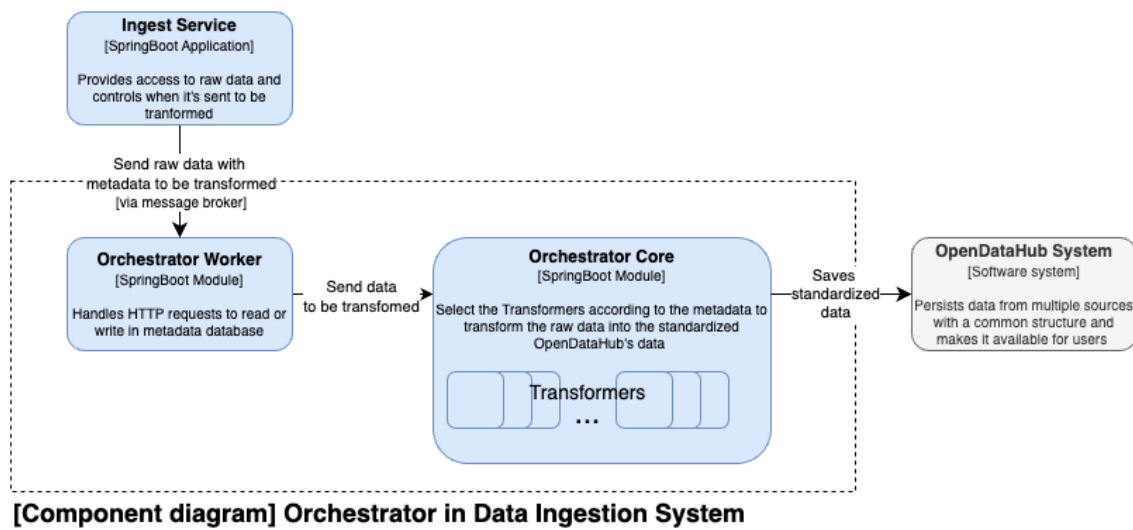 Ingest Service
[SpringBoot Application]
Provides access to raw data and
controls when it's sent to be
tranformed
Send raw data with
metadata to be transformed
[via message broker]
Orchestrator Worker
[SpringBoot Module]
Handles HTTP requests to read or
write in metadata database
Send data
to be transfomed
Orchestrator Core
[SpringBoot Module]
Select the Transformers according to the metadata to
transform the raw data into the standardized
OpenDataHub's data
Transformers
...
Saves
standardized
data
OpenDataHub System
[Software system]
Persists data from multiple sources
with a common structure and
makes it available for users
[Component diagram] Orchestrator in Data Ingestion System